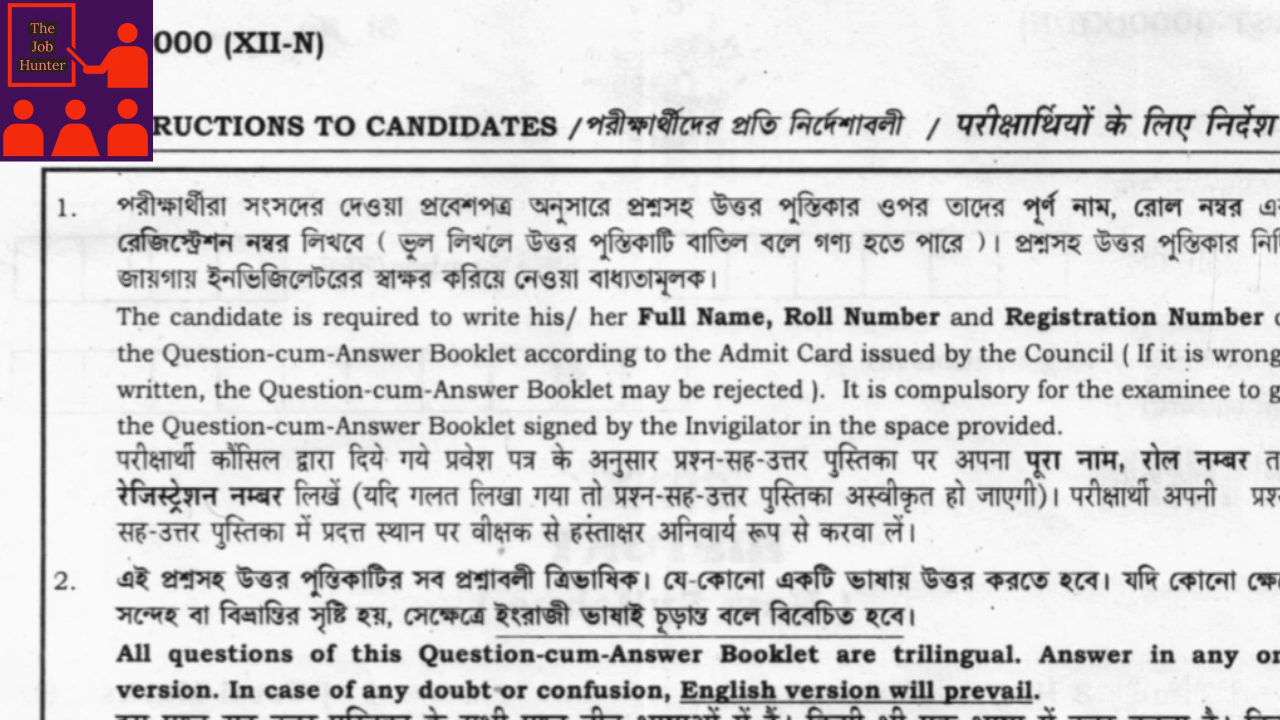 The
Job
Hunter
000 (XII-N)
RUCTIONS TO CANDIDATES / পরীক্ষার্থীদের প্রতি নির্দেশাবলী / परीक्षार्थियों के लिए निर्देश
1. পরীক্ষার্থীরা সংসদের দেওয়া প্রবেশপত্র অনুসারে প্রশ্নসহ উত্তর পুস্তিকার ওপর তাদের পূর্ণ নাম, রোল নম্বর
রেজিস্ট্রেশন নম্বর লিখবে ( ভুল লিখলে উত্তর পুস্তিকাটি বাতিল বলে গণ্য হতে পারে )। প্রশ্নসহ উত্তর পুস্তিকার
জায়গায় ইনভিজিলেটরের স্বাক্ষর করিয়ে নেওয়া বাধ্যতামূলক।
The candidate is required to write his/ her Full Name, Roll Number and Registration Number
the Question-cum-Answer Booklet according to the Admit Card issued by the Council ( If it is wrong
written, the Question-cum-Answer Booklet may be rejected ). It is compulsory for the examinee to
the Question-cum-Answer Booklet signed by the Invigilator in the space provided.
परीक्षार्थी कौंसिल द्वारा दिये गये प्रवेश पत्र के अनुसार प्रश्न-सह-उत्तर पुस्तिका पर अपना पूरा नाम, रोल नम्बर
रेजिस्ट्रेशन नम्बर लिखें (यदि गलत लिखा गया तो प्रश्न-सह-उत्तर पुस्तिका अस्वीकृत हो जाएगी)। परीक्षार्थी अपनी
सह-उत्तर पुस्तिका में प्रदत्त स्थान पर वीक्षक से हस्ताक्षर अनिवार्य रूप से करवा लें।
2. এই প্রশ্নসহ উত্তর পুস্তিকাটির সব প্রশ্নাবলী ত্রিভাষিক। যে-কোনো একটি ভাষায় উত্তর করতে হবে। যদি কোনো
সন্দেহ বা বিভ্রান্তির সৃষ্টি হয়, সেক্ষেত্রে ইংরাজী ভাষাই চূড়ান্ত বলে বিবেচিত হবে।
All questions of this Question-cum-Answer Booklet are trilingual. Answer in any
version. In case of any doubt or confusion, English version will prevail.